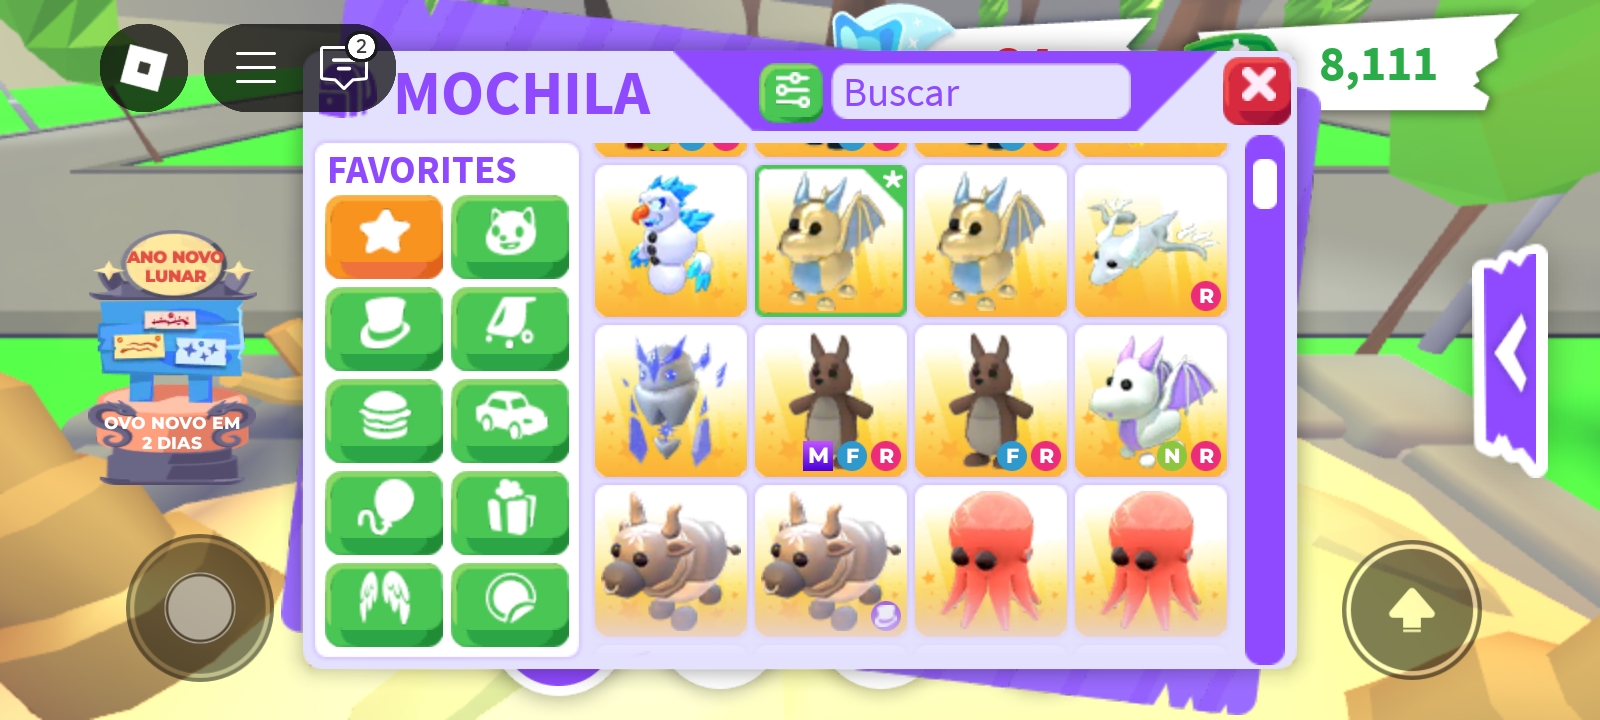 2
MOCHILA
Buscar
8,111
FAVORITES
ANO NOVO
LUNAR
OVO NOVO EM
2 DIAS
R
M F R
F R
N R